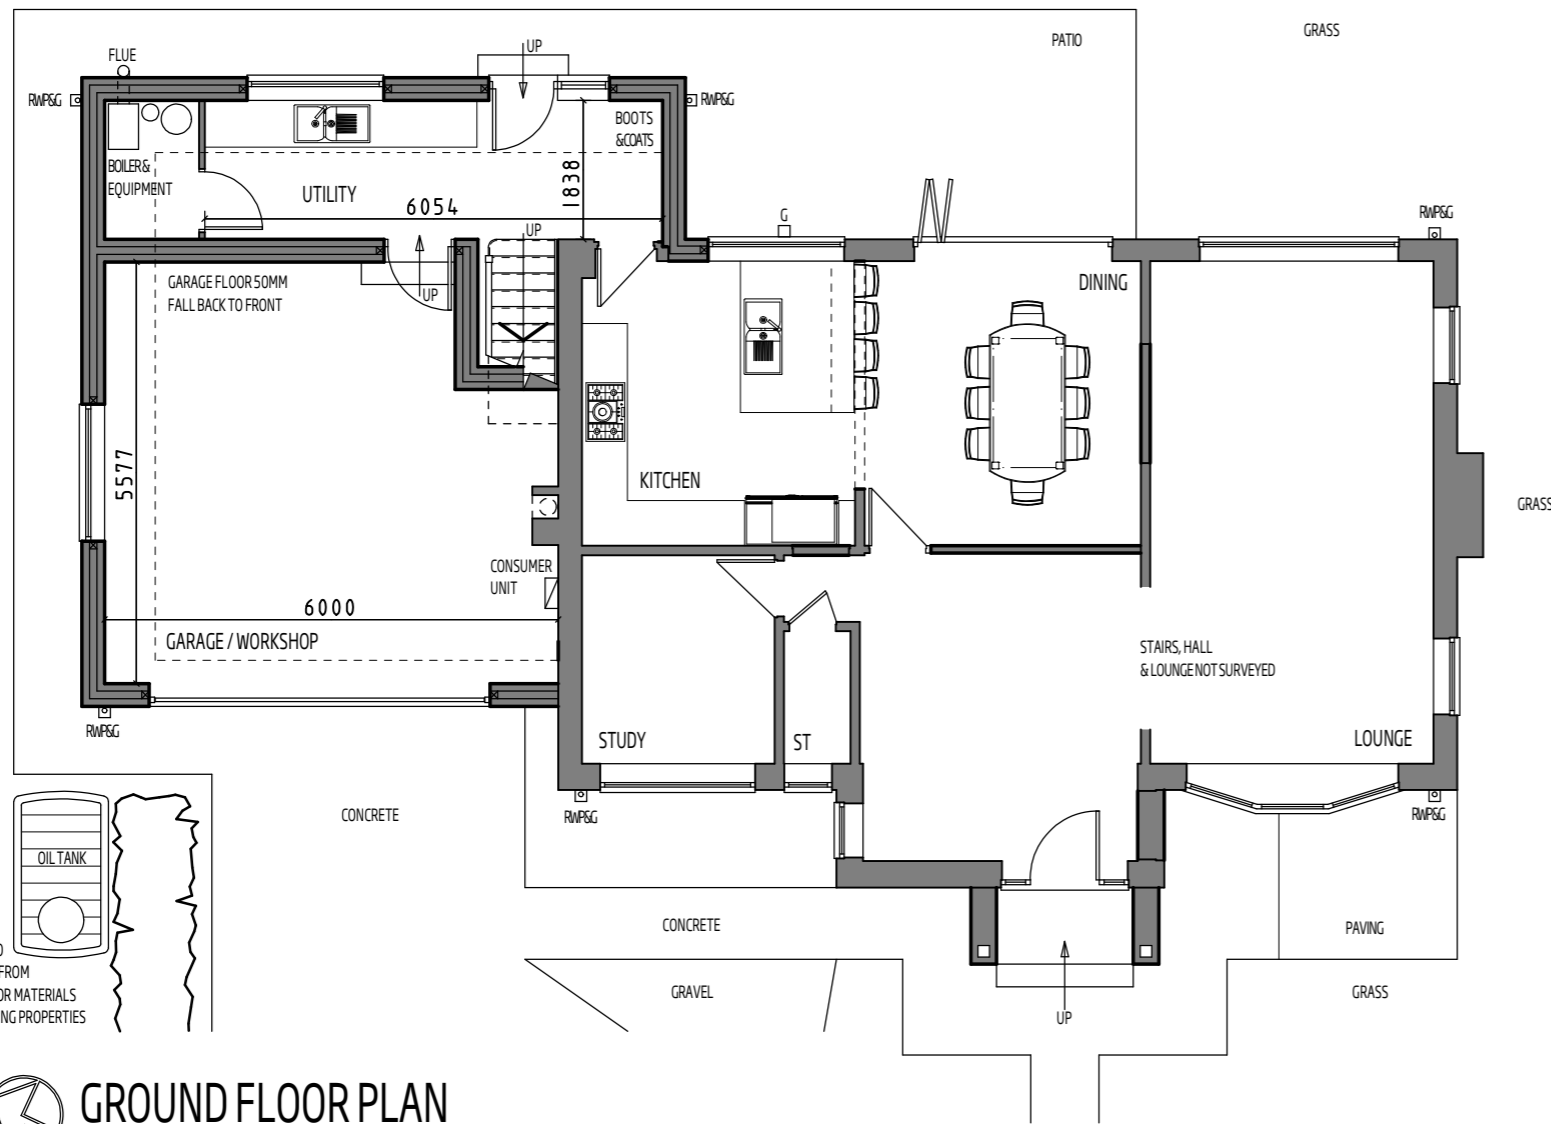 GRASS
PATIO
UP
FLUE
RWP&G
RWP&G
BOOTS
&COATS
BOILER &
EQUIPMENT
UTILITY
6054
1838
G
RWP&G
UP
GARAGE FLOOR 50MM
FALL BACK TO FRONT
UP
DINING
5577
KITCHEN
GRASS
CONSUMER
UNIT
6000
GARAGE / WORKSHOP
STAIRS, HALL
& LOUNGE NOT SURVEYED
RWP&G
STUDY
ST
LOUNGE
CONCRETE
RWP&G
RWP&G
OIL TANK
CONCRETE
PAVING
FROM
OR MATERIALS
NG PROPERTIES
GRAVEL
GRASS
UP
GROUND FLOOR PLAN